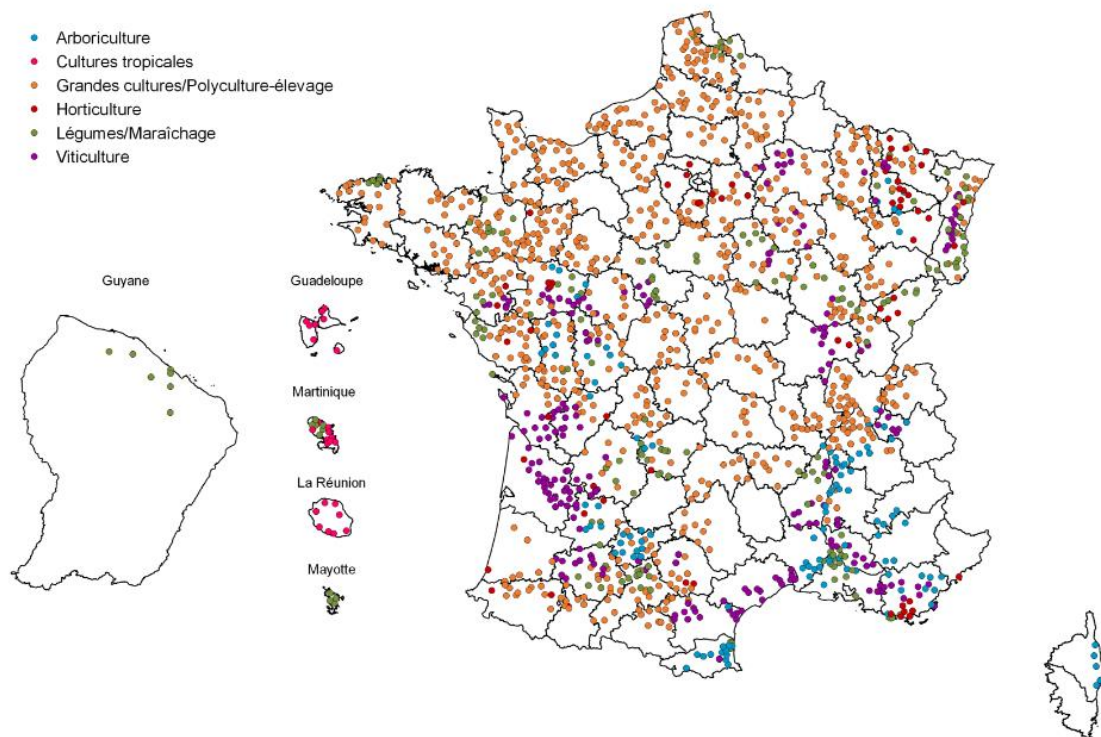 Arboriculture
Cultures tropicales
Grandes cultures/Polyculture-élevage
Horticulture
Légumes/Maraîchage
Viticulture
Guyane
Guadeloupe
Martinique
La Réunion
Mayotte